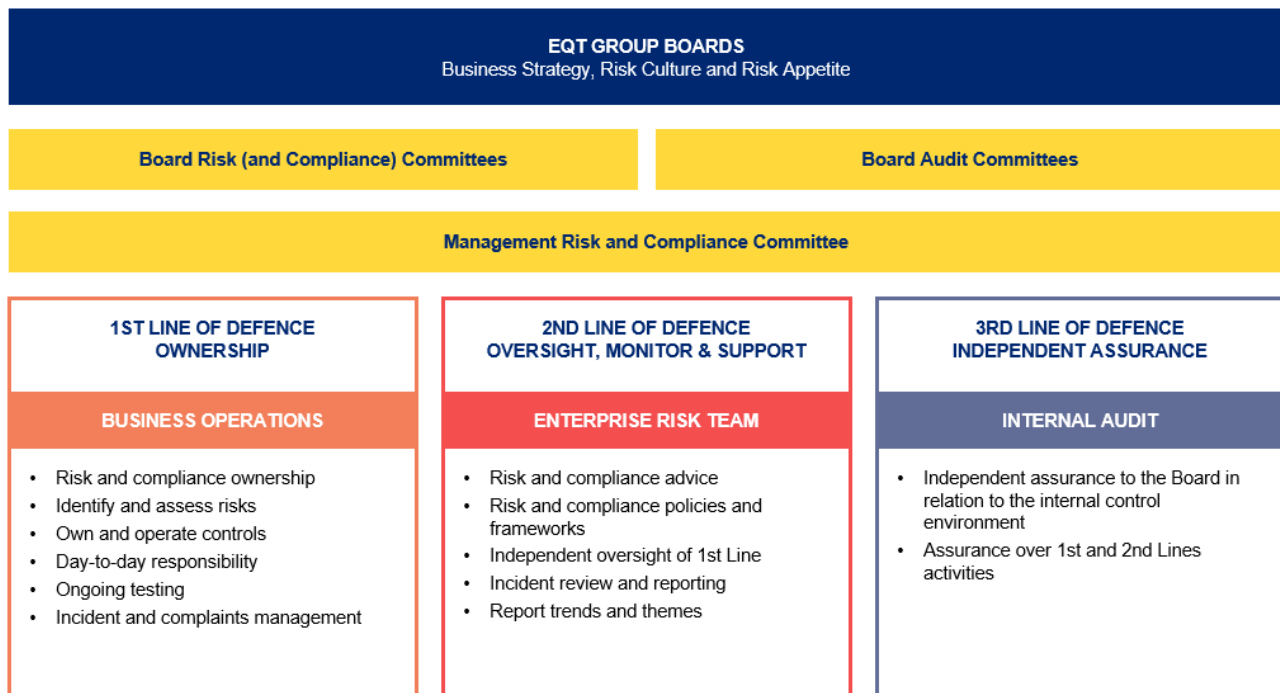 EQT GROUP BOARDS
Business Strategy, Risk Culture and Risk Appetite
Board Risk (and Compliance) Committees
Board Audit Committees
Management Risk and Compliance Committee
1ST LINE OF DEFENCE
OWNERSHIP
BUSINESS OPERATIONS
• Risk and compliance ownership
• Identify and assess risks
• Own and operate controls
• Day-to-day responsibility
• Ongoing testing
• Incident and complaints management
2ND LINE OF DEFENCE
OVERSIGHT, MONITOR & SUPPORT
ENTERPRISE RISK TEAM
• Risk and compliance advice
• Risk and compliance policies and
frameworks
• Independent oversight of 1st Line
• Incident review and reporting
• Report trends and themes
3RD LINE OF DEFENCE
INDEPENDENT ASSURANCE
INTERNAL AUDIT
• Independent assurance to the Board in
relation to the internal control
environment
• Assurance over 1st and 2nd Lines
activities